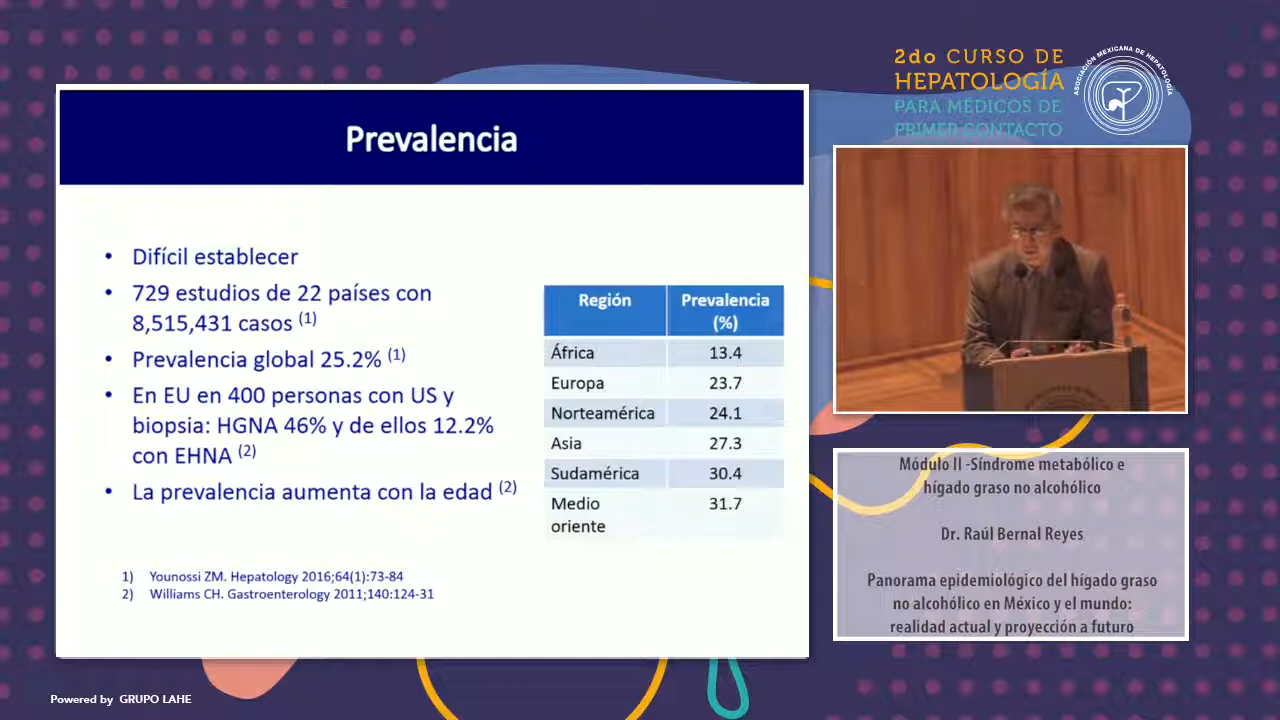 2do CURSO DE
HEPATOLOGÍA
PARA MÉDICOS DE
PRIMER CONTACTO
ASOCIACIÓN MEXICANA DE HEPATOLOGÍA
Prevalencia
• Difícil establecer
• 729 estudios de 22 países con
8,515,431 casos (1)
• Prevalencia global 25.2% (1)
• En EU en 400 personas con US y
biopsia: HGNA 46% y de ellos 12.2%
con EHNA (2)
• La prevalencia aumenta con la edad (2)
Región Prevalencia
(%)
África 13.4
Europa 23.7
Norteamérica 24.1
Asia 27.3
Sudamérica 30.4
Medio 31.7
oriente
1) Younossi ZM. Hepatology 2016;64(1):73-84
2) Williams CH. Gastroenterology 2011;140:124-31
Módulo II -Síndrome metabólico e
hígado graso no alcohólico
Dr. Raúl Bernal Reyes
Panorama epidemiológico del hígado graso
no alcohólico en México y el mundo:
realidad actual y proyección a futuro
Powered by GRUPO LAHE